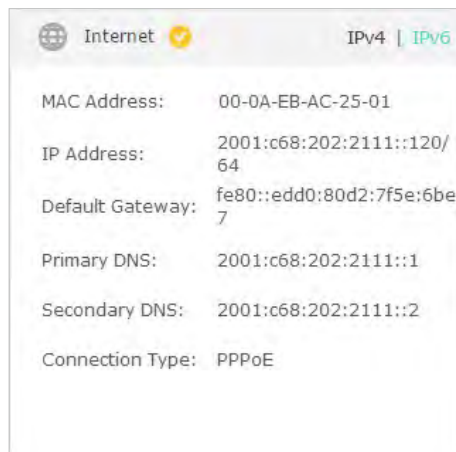 Internet IPv4 | IPv6
MAC Address: 00-0A-EB-AC-25-01
IP Address: 2001:c68:202:2111::120/
64
Default Gateway: fe80::edd0:80d2:7f5e:6be
7
Primary DNS: 2001:c68:202:2111::1
Secondary DNS: 2001:c68:202:2111::2
Connection Type: PPPoE